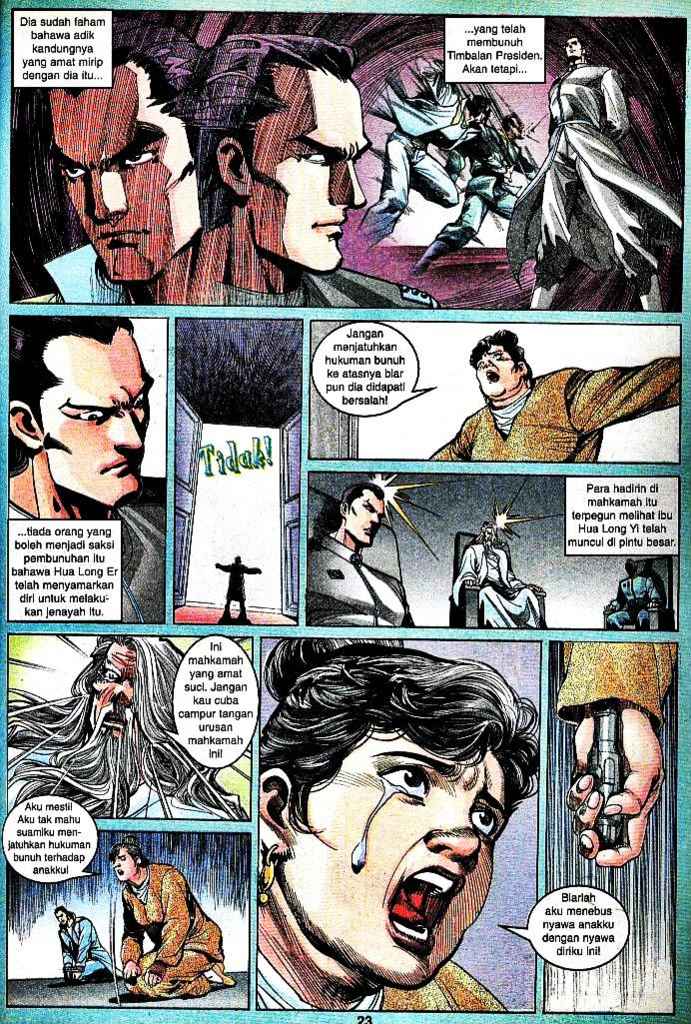 Dia sudah faham
bahawa adik
kandungnya
yang amat mirip
dengan dia itu...
...yang telah
membunuh
Timbalan Presiden.
Akan tetapi...
...tiada orang yang
boleh menjadi saksi
pembunuhan itu
bahawa Hua Long Er
telah menyamarkan
diri untuk melaku-
kan jenayah itu.
Tidak!
Jangan
menjatuhkan
hukuman bunuh
ke atasnya biar
pun dia didapati
bersalah!
Para hadirin di
mahkamah itu
terpegun melihat ibu
Hua Long Yi telah
muncul di pintu besar.
Ini
mahkamah
yang amat
suci. Jangan
kau cuba
campur tangan
urusan
mahkamah
ini!
Aku mesti!
Aku tak mahu
suamiku men-
jatuhkan hukuman
bunuh terhadap
anakku!
Biarlah
aku menebus
nyawa anakku
dengan nyawa
diriku ini!
23